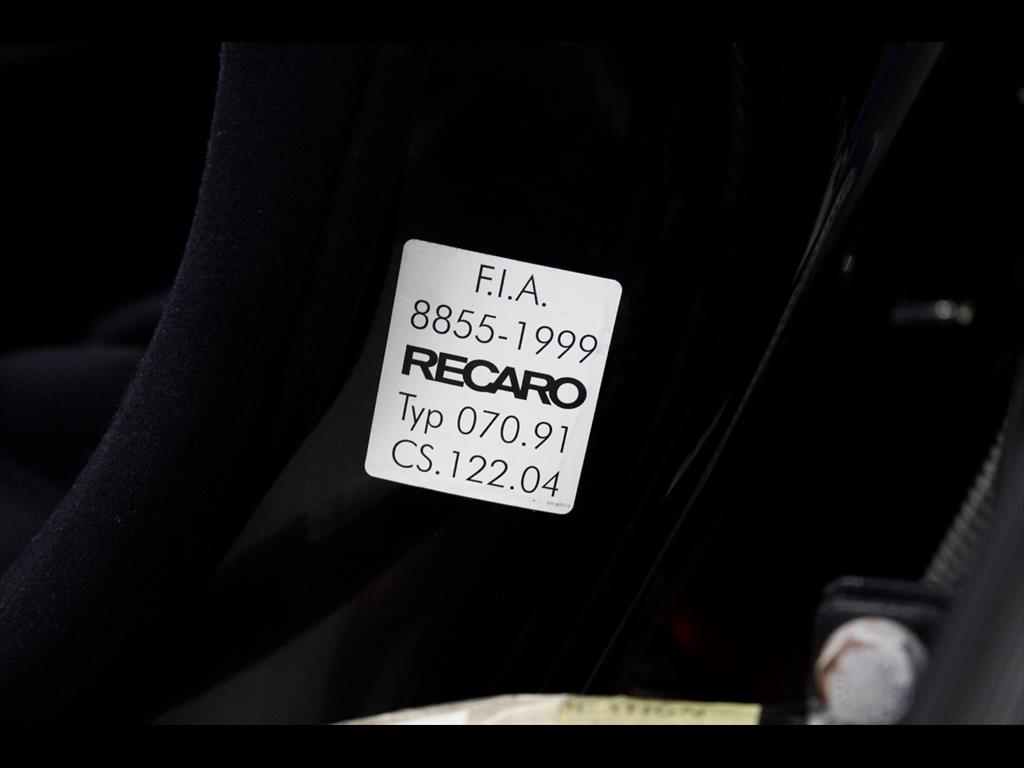 F.I.A.
8855-1999
RECARO
Typ 070.91
CS.122.04